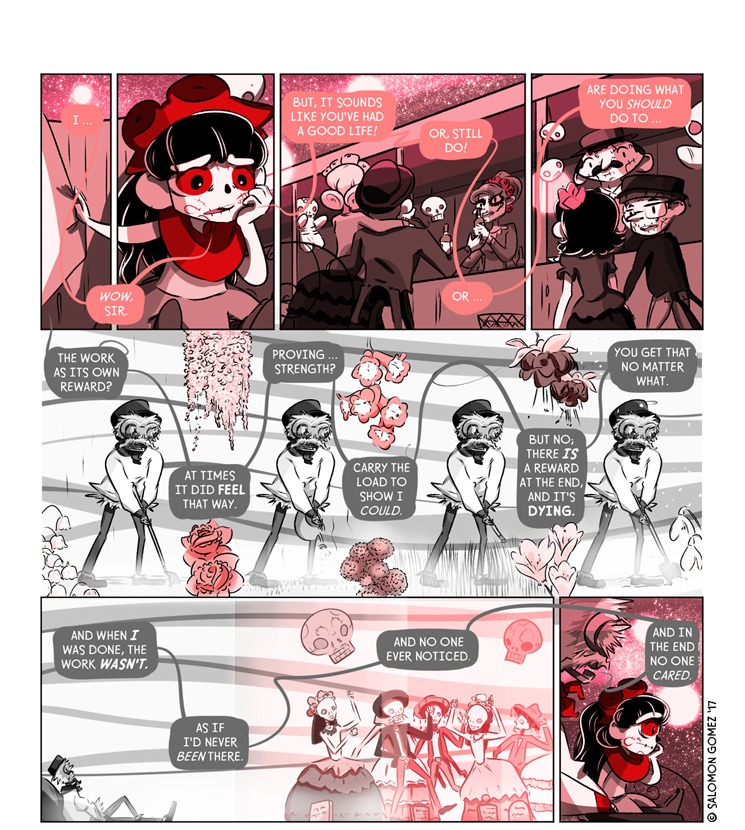 I ...
WOW,
SIR.
BUT, IT SOUNDS
LIKE YOU'VE HAD
A GOOD LIFE!
OR, STILL
DO!
OR ...
ARE DOING WHAT
YOU SHOULD
DO TO ...
THE WORK
AS ITS OWN
REWARD?
AT TIMES
IT DID FEEL
THAT WAY.
PROVING ...
STRENGTH?
CARRY THE
LOAD TO
SHOW I
COULD.
BUT NO;
THERE IS
A REWARD
AT THE END,
AND IT'S
DYING.
YOU GET THAT
NO MATTER
WHAT.
AND WHEN I
WAS DONE, THE
WORK WASN'T.
AS IF
I'D NEVER
BEEN THERE.
AND NO ONE
EVER NOTICED.
AND IN
THE END
NO ONE
CARED.
© SALOMON GOMEZ '17